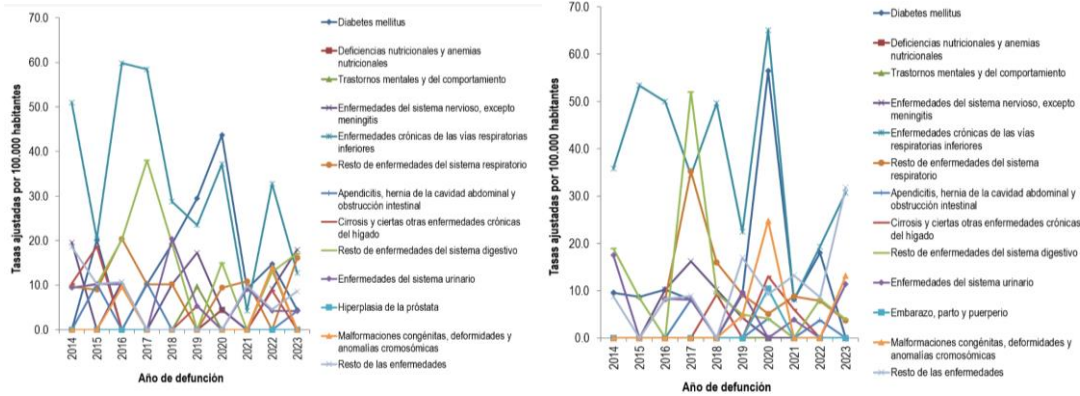 70.0
60.0
50.0
40.0
30.0
20.0
10.0
0.0
Tasas ajustadas por 100.000 habitantes
2014
2015
2016
2017
2018
2019
2020
2021
2022
2023
Año de defunción
Diabetes mellitus
Deficiencias nutricionales y anemias
nutricionales
Trastornos mentales y del comportamiento
Enfermedades del sistema nervioso, excepto
meningitis
Enfermedades crónicas de las vías respiratorias
inferiores
Resto de enfermedades del sistema respiratorio
Apendicitis, hernia de la cavidad abdominal y
obstrucción intestinal
Cirrosis y ciertas otras enfermedades crónicas
del hígado
Resto de enfermedades del sistema digestivo
Enfermedades del sistema urinario
Hiperplasia de la próstata
Malformaciones congénitas, deformidades y
anomalías cromosómicas
Resto de las enfermedades
70.0
60.0
50.0
40.0
30.0
20.0
10.0
0.0
Tasas ajustadas por 100.000 habitantes
2014
2015
2016
2017
2018
2019
2020
2021
2022
2023
Año de defunción
Diabetes mellitus
Deficiencias nutricionales y anemias
nutricionales
Trastornos mentales y del comportamiento
Enfermedades del sistema nervioso, excepto
meningitis
Enfermedades crónicas de las vías
respiratorias inferiores
Resto de enfermedades del sistema
respiratorio
Apendicitis, hernia de la cavidad abdominal y
obstrucción intestinal
Cirrosis y ciertas otras enfermedades crónicas
del hígado
Resto de enfermedades del sistema digestivo
Enfermedades del sistema urinario
Embarazo, parto y puerperio
Malformaciones congénitas, deformidades y
anomalías cromosómicas
Resto de las enfermedades